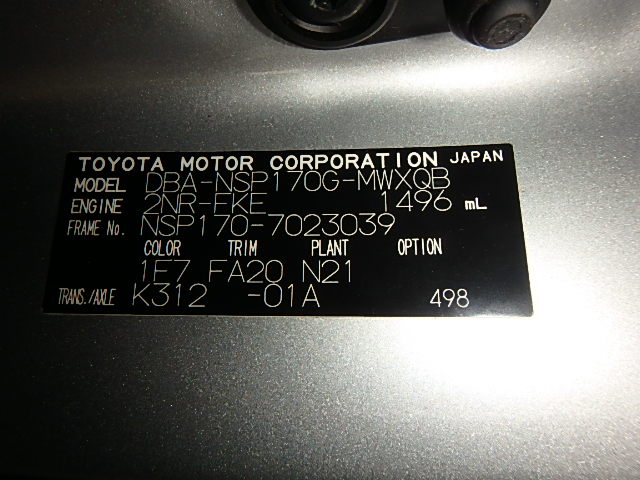 TOYOTA MOTOR CORPORATION JAPAN
MODEL DBA-NSP170G-MWXQB
ENGINE 2NR-FKE 1496 mL
FRAME No. NSP170-7023039
COLOR TRIM PLANT OPTION
1F7 FA20 N21
TRANS./AXLE K312 -01A 498